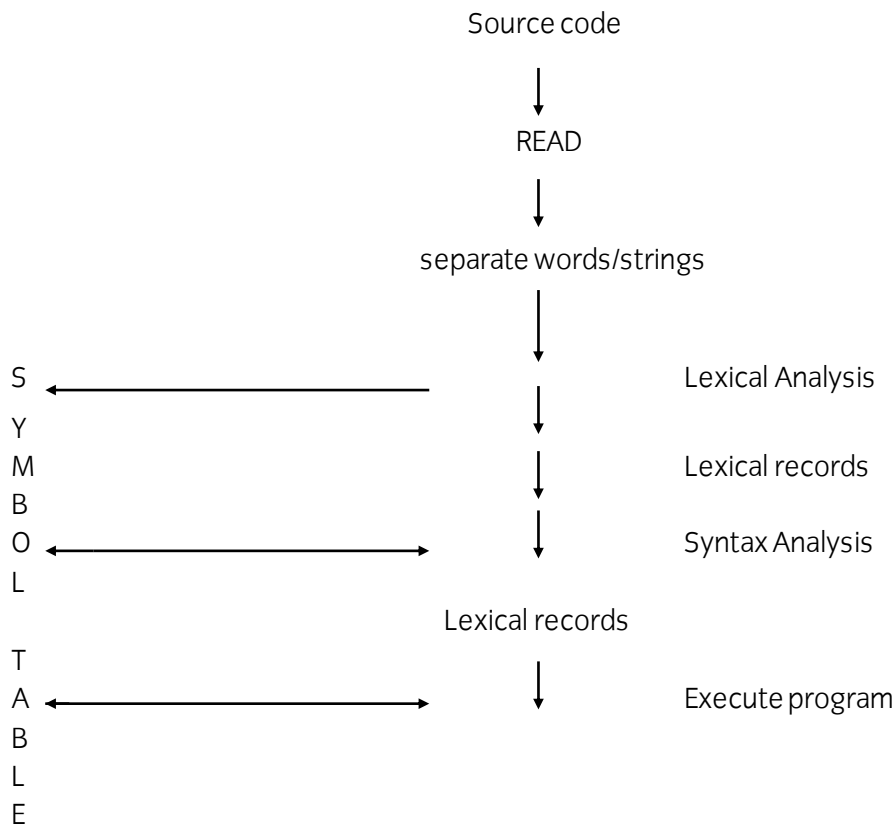 Source code
READ
separate words/strings
S
Lexical Analysis
Y
M
Lexical records
B
O
Syntax Analysis
L
Lexical records
T
A
Execute program
B
L
E